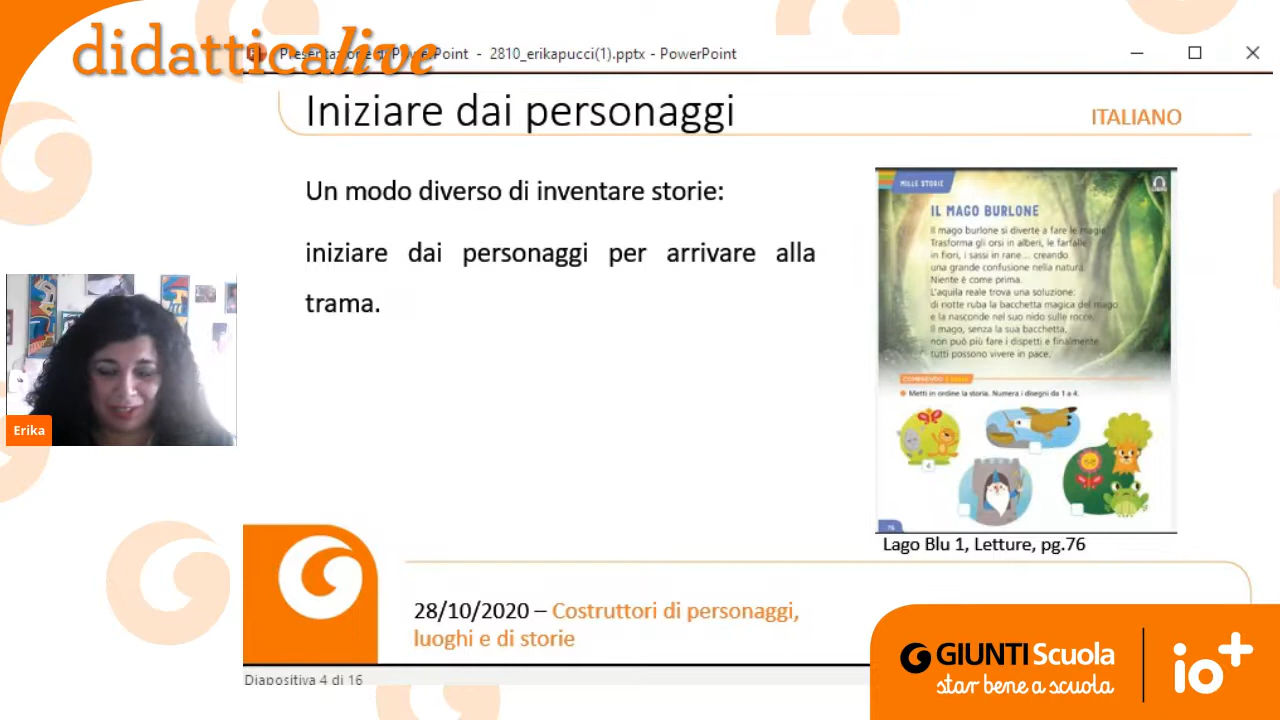 didatticalive
Presentazione di PowerPoint - 2810_erikapucci(1).pptx - PowerPoint
Iniziare dai personaggi
ITALIANO
Un modo diverso di inventare storie:
iniziare dai personaggi per arrivare alla
trama.
MILLE STORIE
IL MAGO BURLONE
Il mago burlone si diverte a fare le magie.
Trasforma gli orsi in alberi, le farfalle
in fiori, i sassi in rane... creando
una grande confusione nella natura.
Niente è come prima.
L'aquila reale trova una soluzione:
di notte ruba la bacchetta magica del mago
e la nasconde nel suo nido sulle rocce.
Il mago, senza la sua bacchetta,
non può più fare i dispetti e finalmente
tutti possono vivere in pace.
COMPRENDO
Metti in ordine la storia. Numera i disegni da 1 a 4.
4
76
Lago Blu 1, Letture, pg.76
Erika
28/10/2020 – Costruttori di personaggi,
luoghi e di storie
Diapositiva 4 di 16
GIUNTI Scuola
star bene a scuola
io+